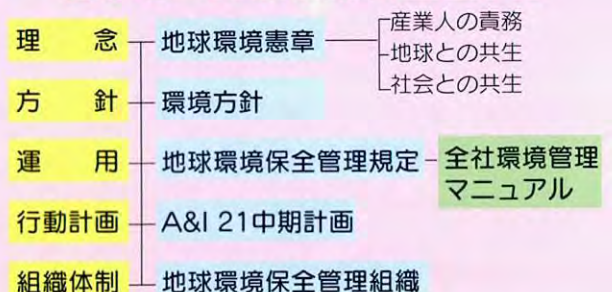 理　念　地球環境憲章　産業人の責務
地球との共生
社会との共生
方　針　環境方針
運　用　地球環境保全管理規定　全社環境管理
マニュアル
行動計画　A&I 21中期計画
組織体制　地球環境保全管理組織